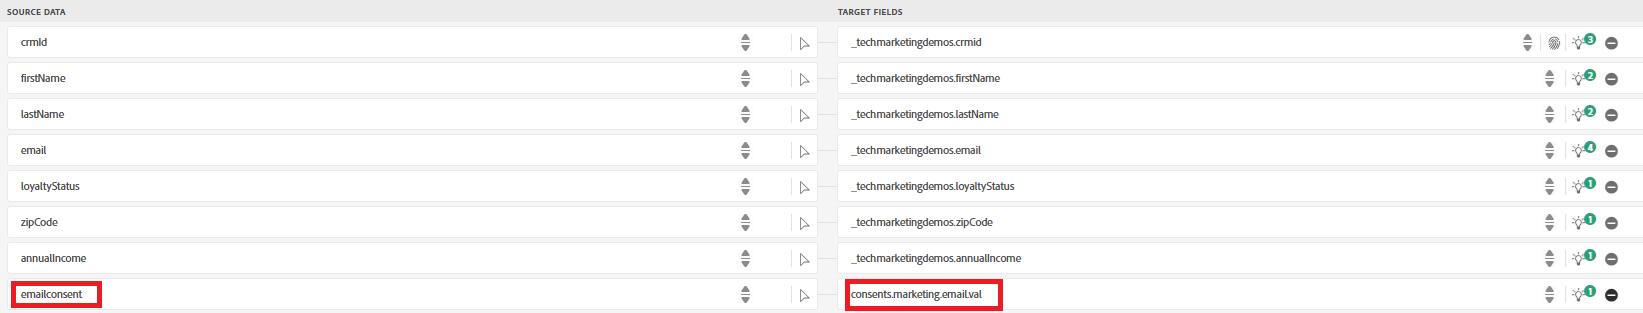 SOURCE DATA TARGET FIELDS
crmId _techmarketingdemos.crmid 3
firstName _techmarketingdemos.firstName 2
lastName _techmarketingdemos.lastName 2
email _techmarketingdemos.email 4
loyaltyStatus _techmarketingdemos.loyaltyStatus 1
zipCode _techmarketingdemos.zipCode 1
annualIncome _techmarketingdemos.annualIncome 1
emailconsent consents.marketing.email.val 1